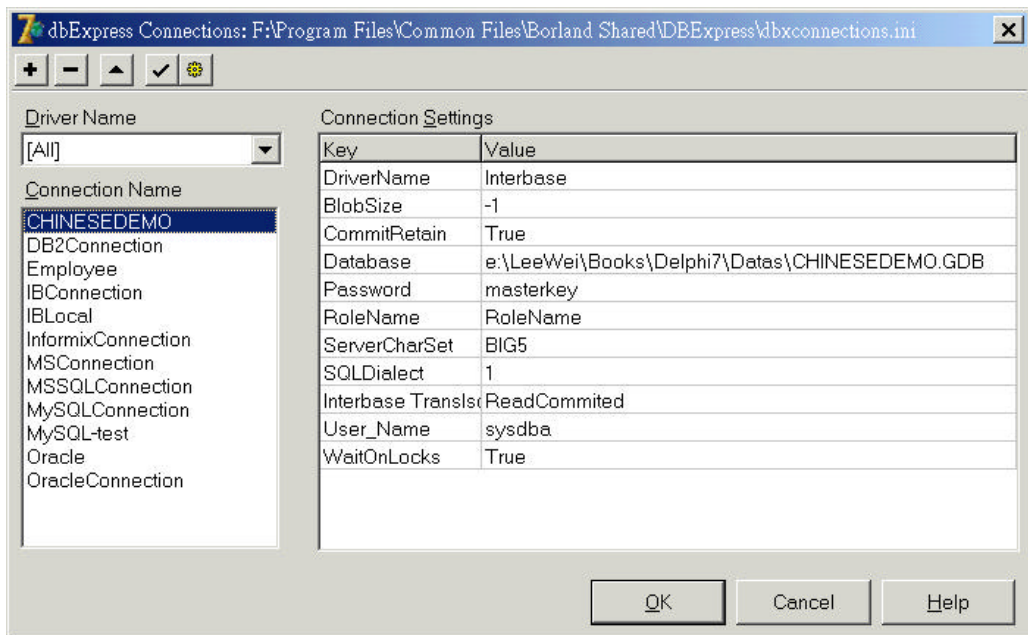 dbExpress Connections: F:\Program Files\Common Files\Borland Shared\DBExpress\dbxconnections.ini
Driver Name
[All]
Connection Name
CHINESEDEMO
DB2Connection
Employee
IBConnection
IBLocal
InformixConnection
MSConnection
MSSQLConnection
MySQLConnection
MySQL-test
Oracle
OracleConnection
Connection Settings
Key Value
DriverName Interbase
BlobSize -1
CommitRetain True
Database e:\LeeWei\Books\Delphi7\Datas\CHINESEDEMO.GDB
Password masterkey
RoleName RoleName
ServerCharSet BIG5
SQLDialect 1
Interbase TransIso ReadCommited
User_Name sysdba
WaitOnLocks True
OK Cancel Help